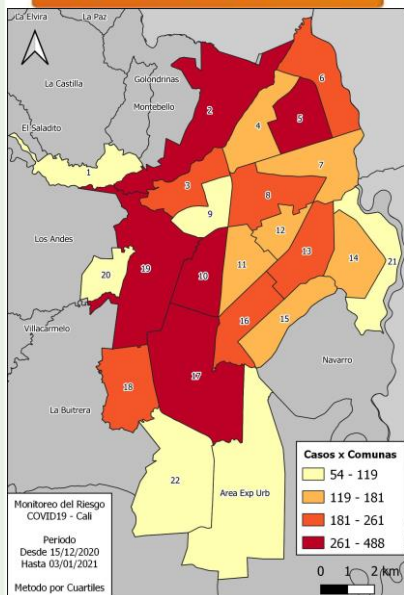 La Elvira
La Paz
La Castilla
Golondrinas
Montebello
El Saladito
6
2
4
5
1
7
3
8
9
12
Los Andes
20
19
10
11
13
14
21
16
15
Villacarmelo
Navarro
17
18
La Buitrera
22
Area Exp Urb
Monitoreo del Riesgo
COVID19 - Cali
Periodo
Desde 15/12/2020
Hasta 03/01/2021
Metodo por Cuartiles
Casos x Comunas
54 - 119
119 - 181
181 - 261
261 - 488
0 1 2 km